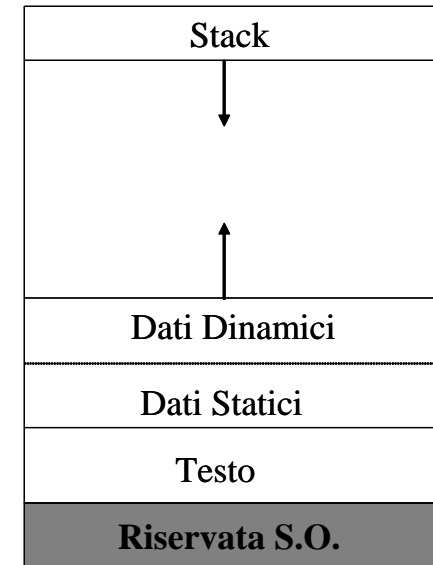 Stack
Dati Dinamici
Dati Statici
Testo
Riservata S.O.